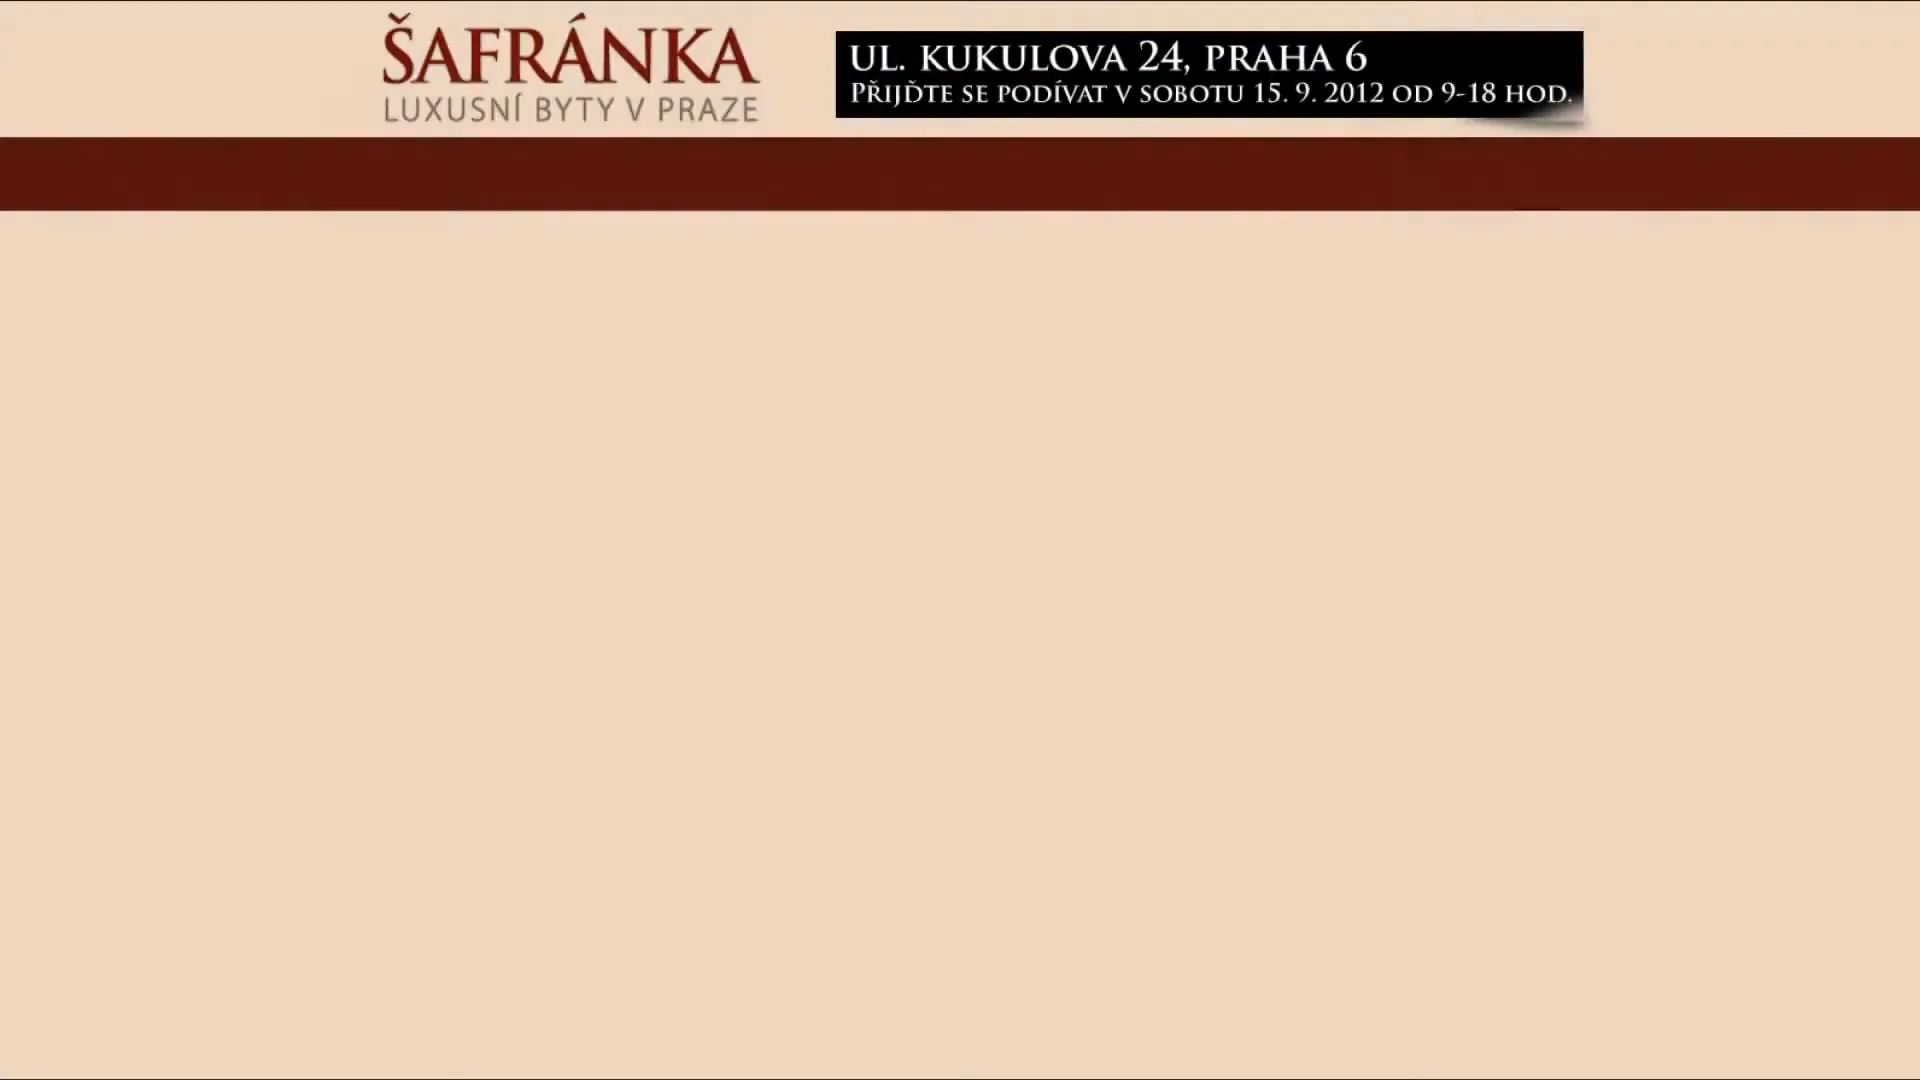 ŠAFRÁNKA
LUXUSNÍ BYTY V PRAZE
UL. KUKULOVA 24, PRAHA 6
PŘIJĎTE SE PODÍVAT V SOBOTU 15. 9. 2012 OD 9-18 HOD.